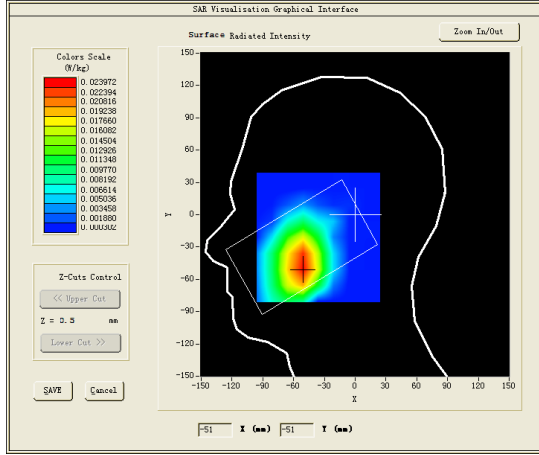 SAR Visualisation Graphical Interface
Surface Radiated Intensity
Zoom In/Out
Colors Scale
(W/kg)
0.023972
0.022394
0.020816
0.019238
0.017660
0.016082
0.014504
0.012926
0.011348
0.009770
0.008192
0.006614
0.005036
0.003458
0.001880
0.000302
150
120
90
60
30
0
-30
-60
-90
-120
-150
Y
-150 -120 -90 -60 -30 0 30 60 90 120 150
X
Z-Cuts Control
<< Upper Cut
Z = 3.5 mm
Lower Cut >>
SAVE Cancel
-51 X (mm) -51 Y (mm)